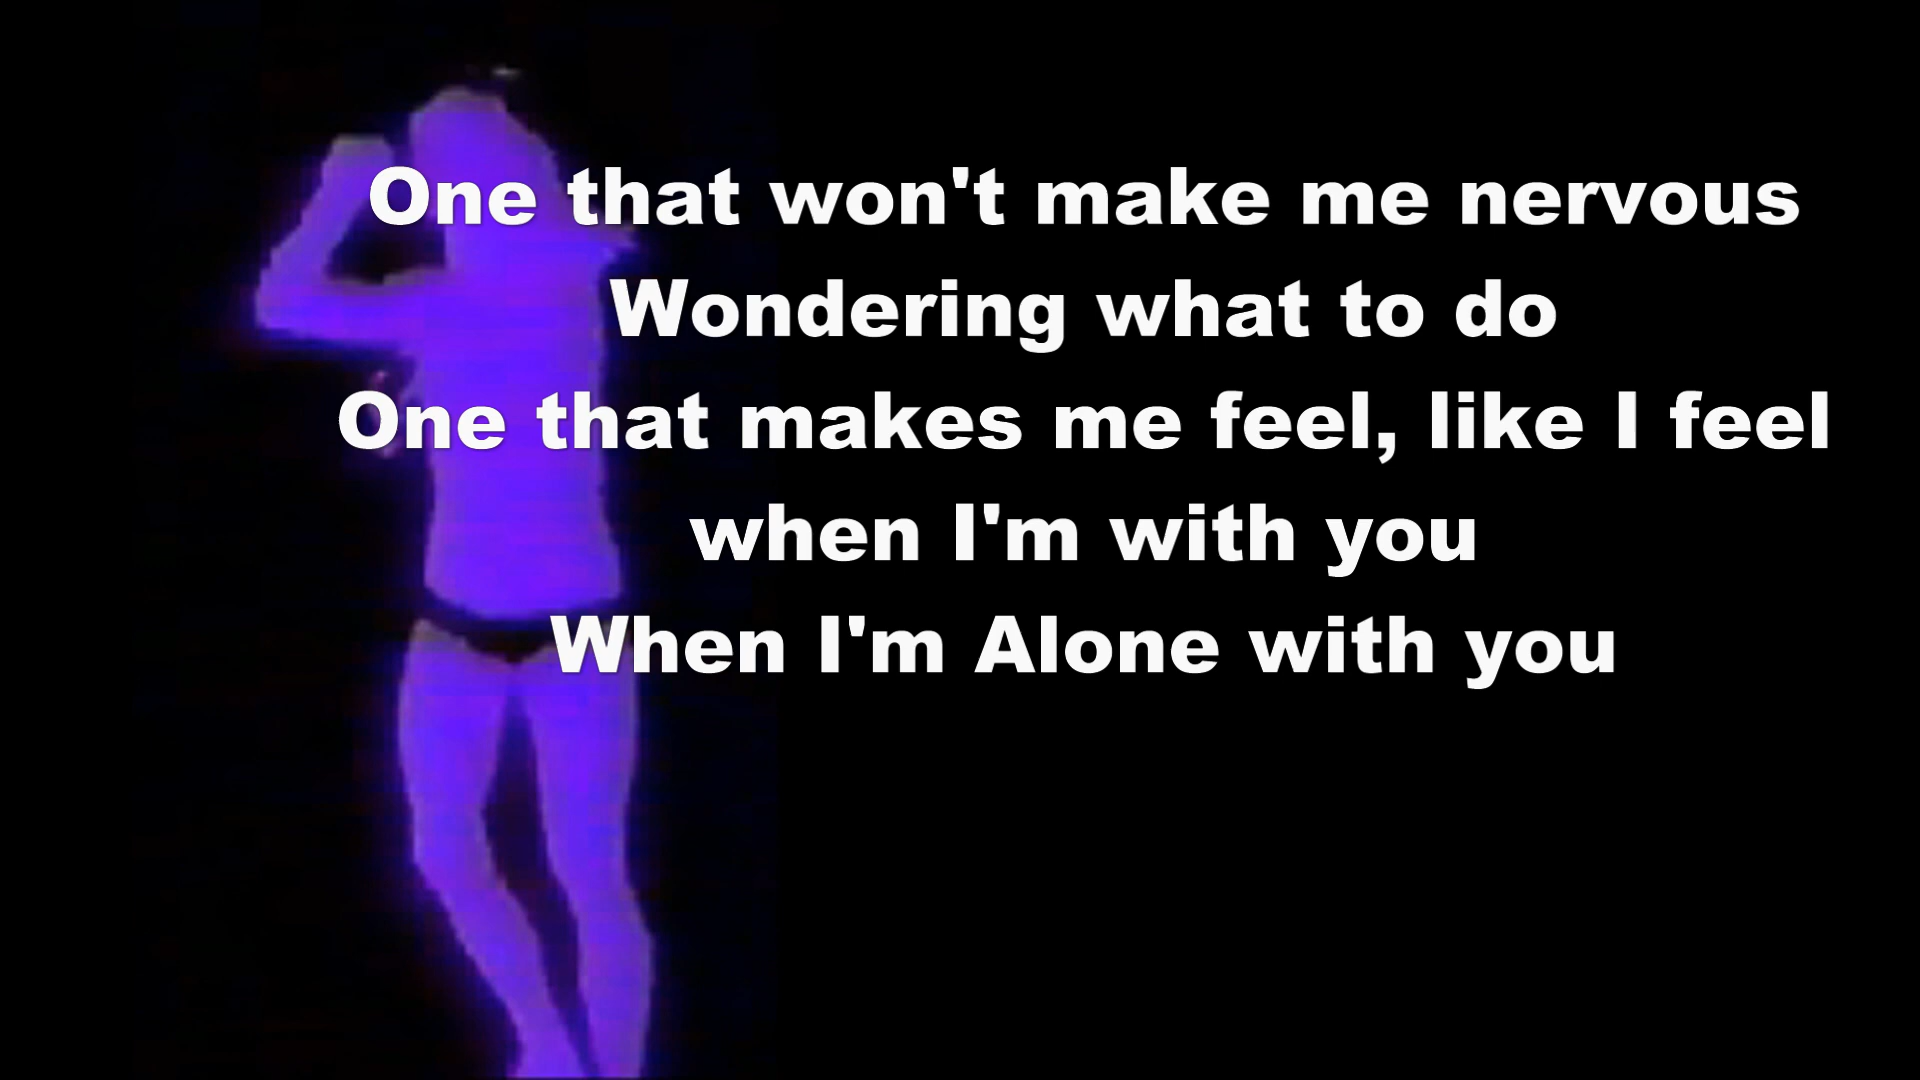 One that won't make me nervous
Wondering what to do
One that makes me feel, like I feel
when I'm with you
When I'm Alone with you